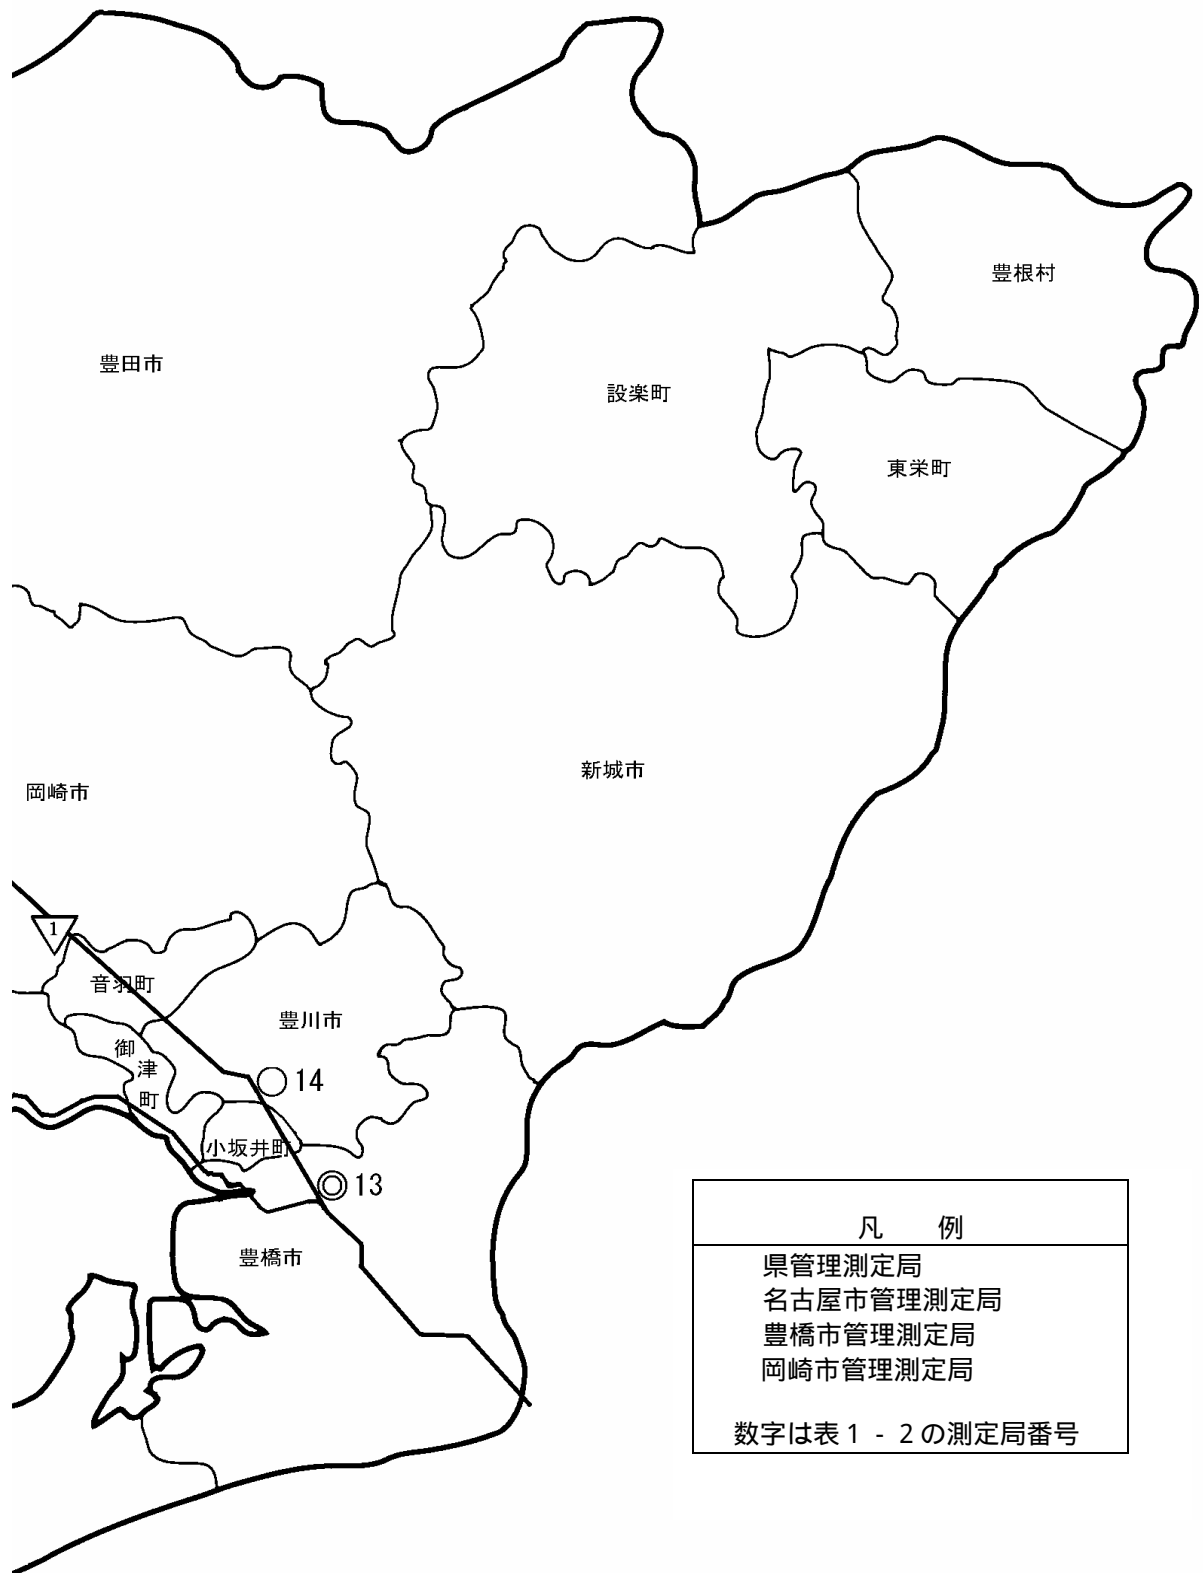 豊根村
豊田市
設楽町
東栄町
新城市
岡崎市
1
音羽町
豊川市
御津町
14
小坂井町
13
豊橋市
凡 例
県管理測定局
名古屋市管理測定局
豊橋市管理測定局
岡崎市管理測定局
数字は表1-2の測定局番号